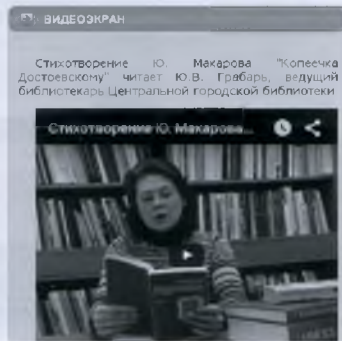 ВИДЕОЭКРАН
Стихотворение Ю. Макарова "Копеечка
Достоевскому" читает Ю.В. Грабарь, ведущий
библиотекарь Центральной городской библиотеки
Стихотворение Ю. Макарова...